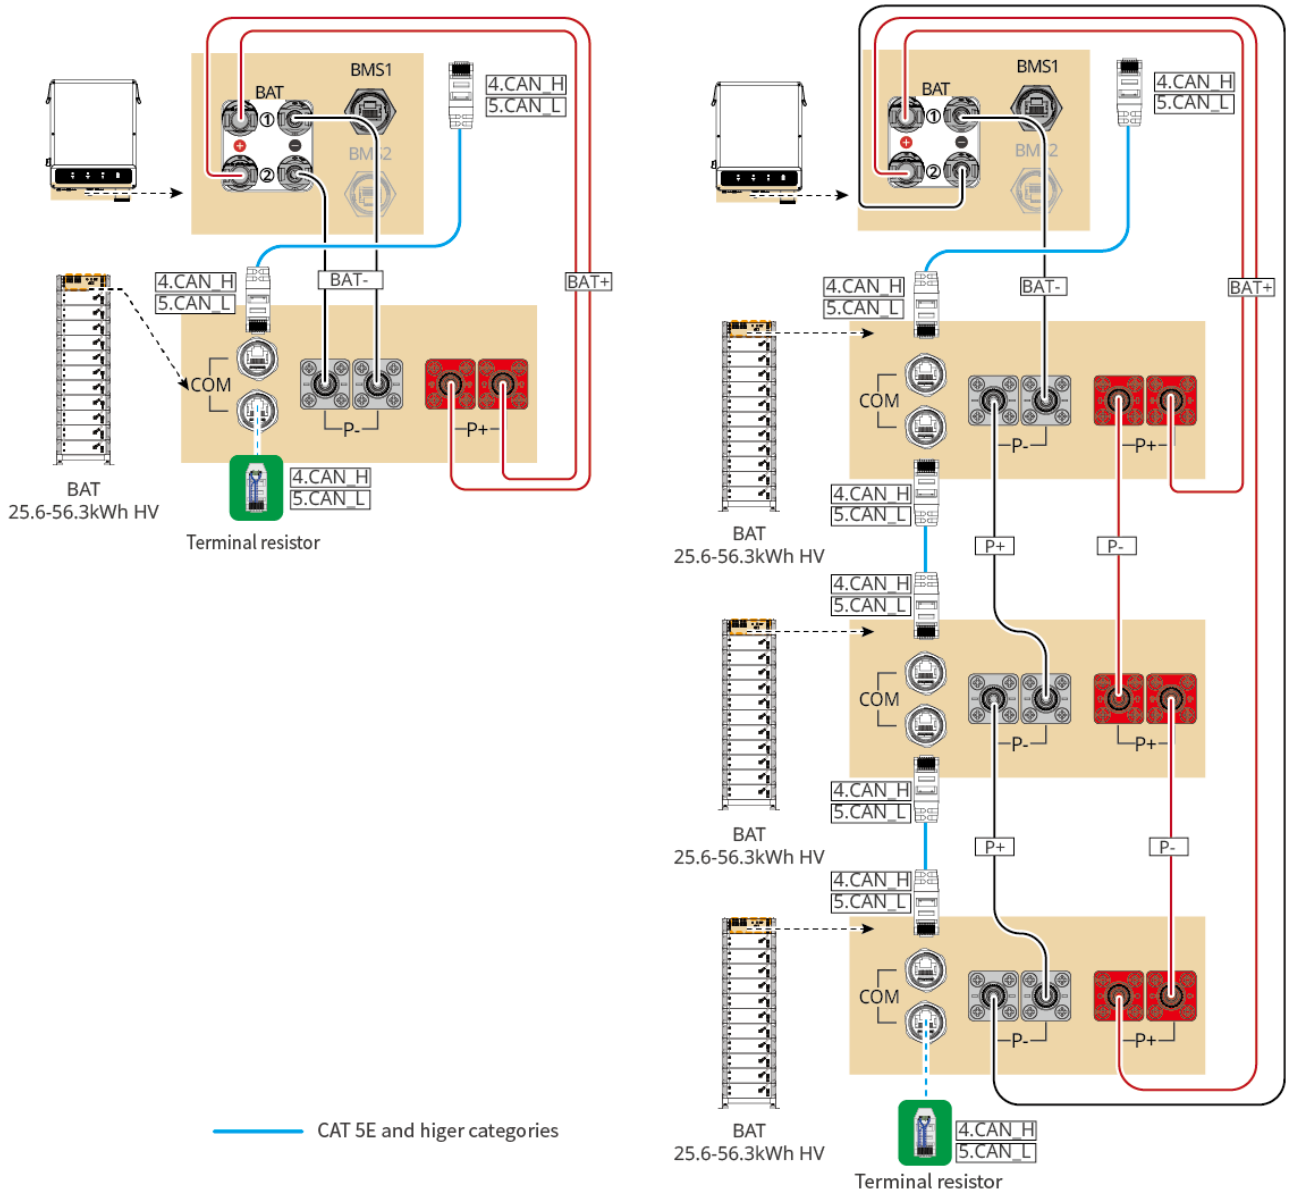 BMS1
BAT
①
②
BMS2
4.CAN_H
5.CAN_L
4.CAN_H
5.CAN_L
BAT-
BAT+
COM
P-
P+
BAT
25.6-56.3kWh HV
4.CAN_H
5.CAN_L
Terminal resistor
BMS1
BAT
①
②
BMS2
4.CAN_H
5.CAN_L
4.CAN_H
5.CAN_L
BAT-
BAT+
COM
P-
P+
BAT
25.6-56.3kWh HV
4.CAN_H
5.CAN_L
P+
P-
4.CAN_H
5.CAN_L
COM
P-
P+
BAT
25.6-56.3kWh HV
4.CAN_H
5.CAN_L
P+
P-
4.CAN_H
5.CAN_L
COM
P-
P+
BAT
25.6-56.3kWh HV
4.CAN_H
5.CAN_L
Terminal resistor
CAT 5E and higer categories